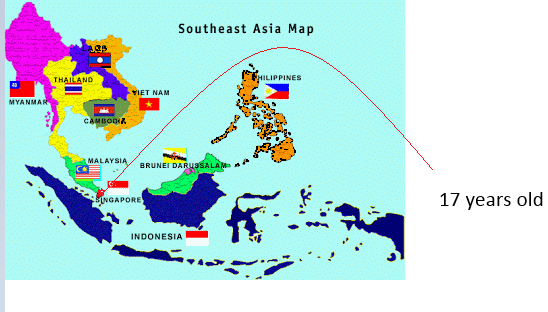 Southeast Asia Map
LAOS
THAILAND
MYANMAR
VIET NAM
CAMBODIA
PHILIPPINES
MALAYSIA
BRUNEI DARUSSALAM
SINGAPORE
INDONESIA
17 years old